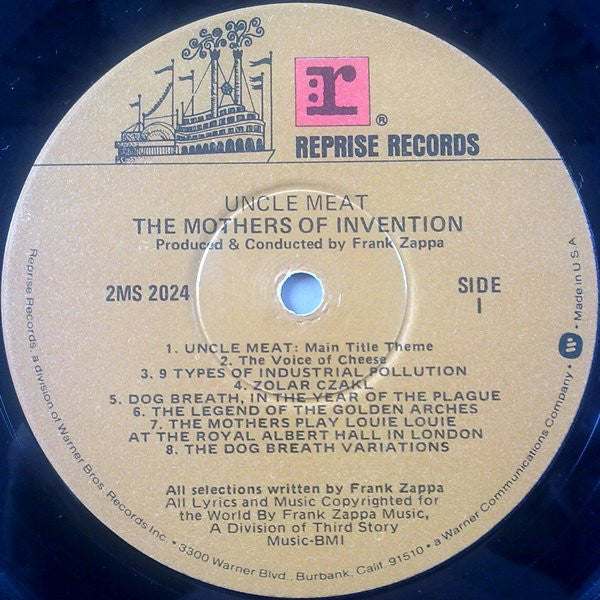 :r
®
REPRISE RECORDS
UNCLE MEAT
THE MOTHERS OF INVENTION
Produced & Conducted by Frank Zappa
2MS 2024
SIDE
1
1. UNCLE MEAT: Main Title Theme
2. The Voice of Cheese
3. 9 TYPES OF INDUSTRIAL POLLUTION
4. ZOLAR CZAKL
5. DOG BREATH, IN THE YEAR OF THE PLAGUE
6. THE LEGEND OF THE GOLDEN ARCHES
7. THE MOTHERS PLAY LOUIE LOUIE
AT THE ROYAL ALBERT HALL IN LONDON
8. THE DOG BREATH VARIATIONS
All selections written by Frank Zappa
All Lyrics and Music Copyrighted for
the World By Frank Zappa Music,
A Division of Third Story
Music-BMI
Reprise Records, a division of Warner Bros. Records Inc. • 3300 Warner Blvd., Burbank, Calif. 91510 • a Warner Communications Company • W • Made in U.S.A.